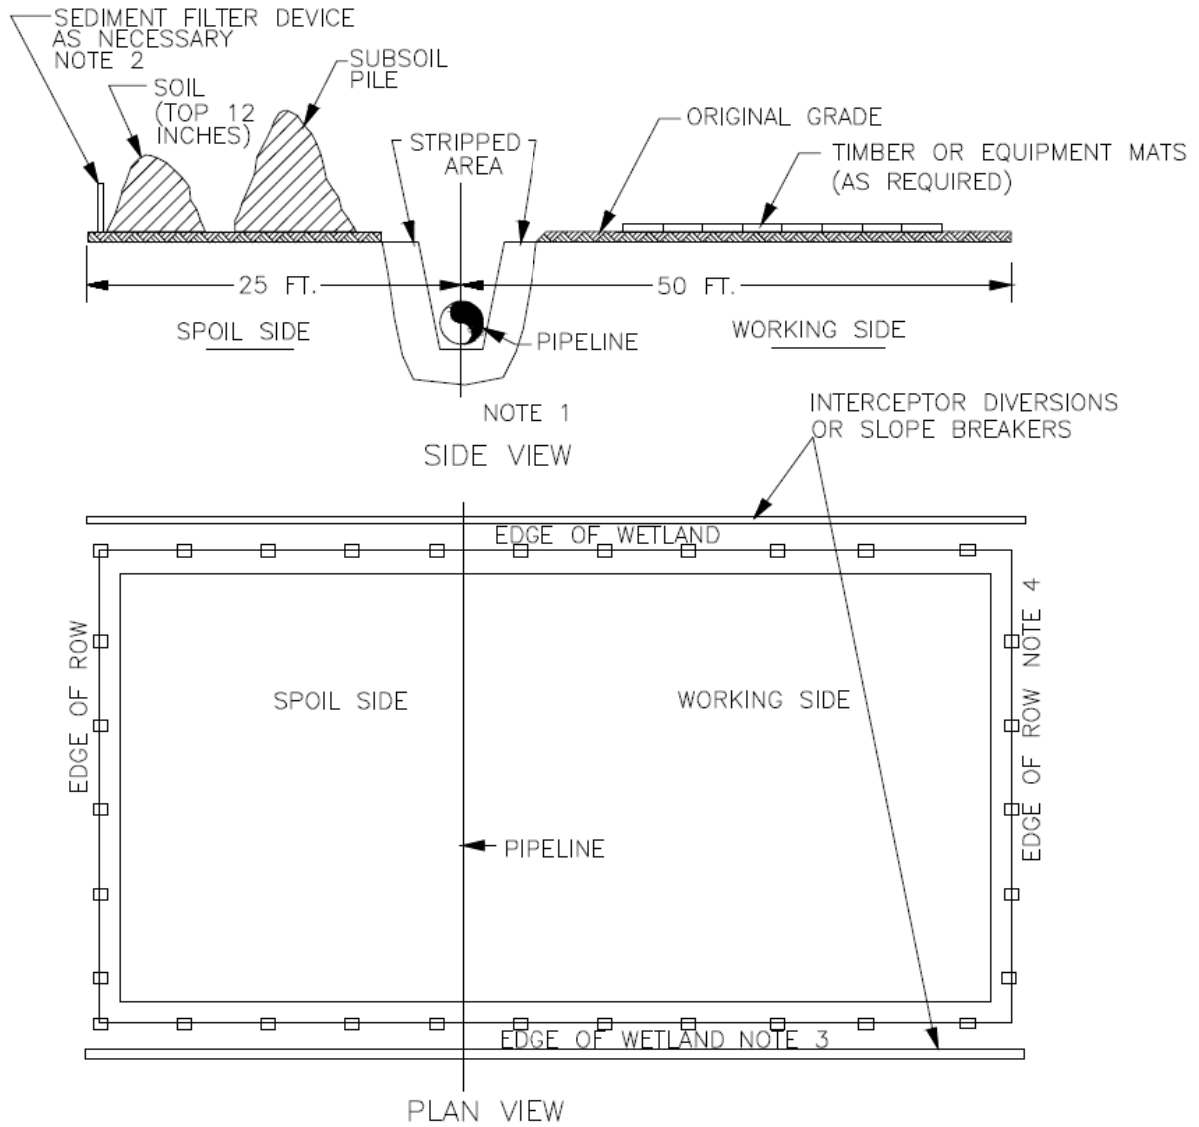 SEDIMENT FILTER DEVICE
AS NECESSARY
NOTE 2
SOIL
(TOP 12
INCHES)
SUBSOIL
PILE
STRIPPED
AREA
ORIGINAL GRADE
TIMBER OR EQUIPMENT MATS
(AS REQUIRED)
25 FT.
50 FT.
SPOIL SIDE
WORKING SIDE
PIPELINE
NOTE 1
SIDE VIEW
INTERCEPTOR DIVERSIONS
OR SLOPE BREAKERS
EDGE OF WETLAND
EDGE OF ROW
SPOIL SIDE
WORKING SIDE
EDGE OF ROW NOTE 4
PIPELINE
EDGE OF WETLAND NOTE 3
PLAN VIEW